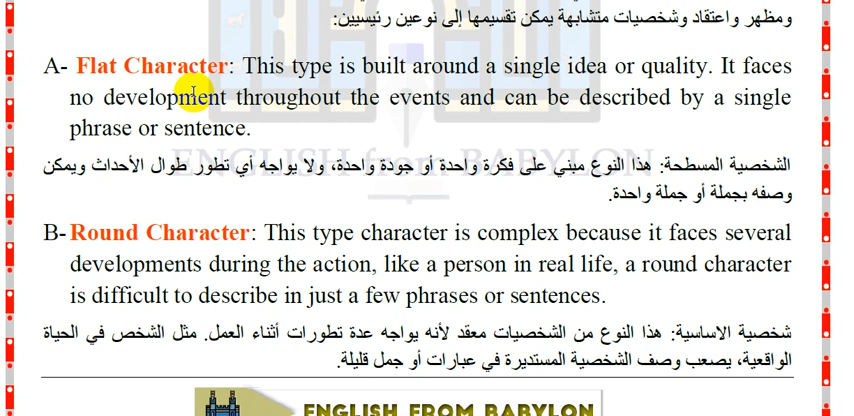 ومظهر واعتقاد وشخصيات متشابهة يمكن تقسيمها إلى نوعين رئيسيين:
A- Flat Character: This type is built around a single idea or quality. It faces
no development throughout the events and can be described by a single
phrase or sentence.
ENGLISH from BABYLON
الشخصية المسطحة: هذا النوع مبني على فكرة واحدة أو جودة واحدة، ولا يواجه أي تطور طوال الأحداث ويمكن
وصفه بجملة أو جملة واحدة.
B- Round Character: This type character is complex because it faces several
developments during the action, like a person in real life, a round character
is difficult to describe in just a few phrases or sentences.
شخصية الاساسية: هذا النوع من الشخصيات معقد لأنه يواجه عدة تطورات أثناء العمل. مثل الشخص في الحياة
الواقعية، يصعب وصف الشخصية المستديرة في عبارات أو جمل قليلة.
ENGLISH FROM BABYLON